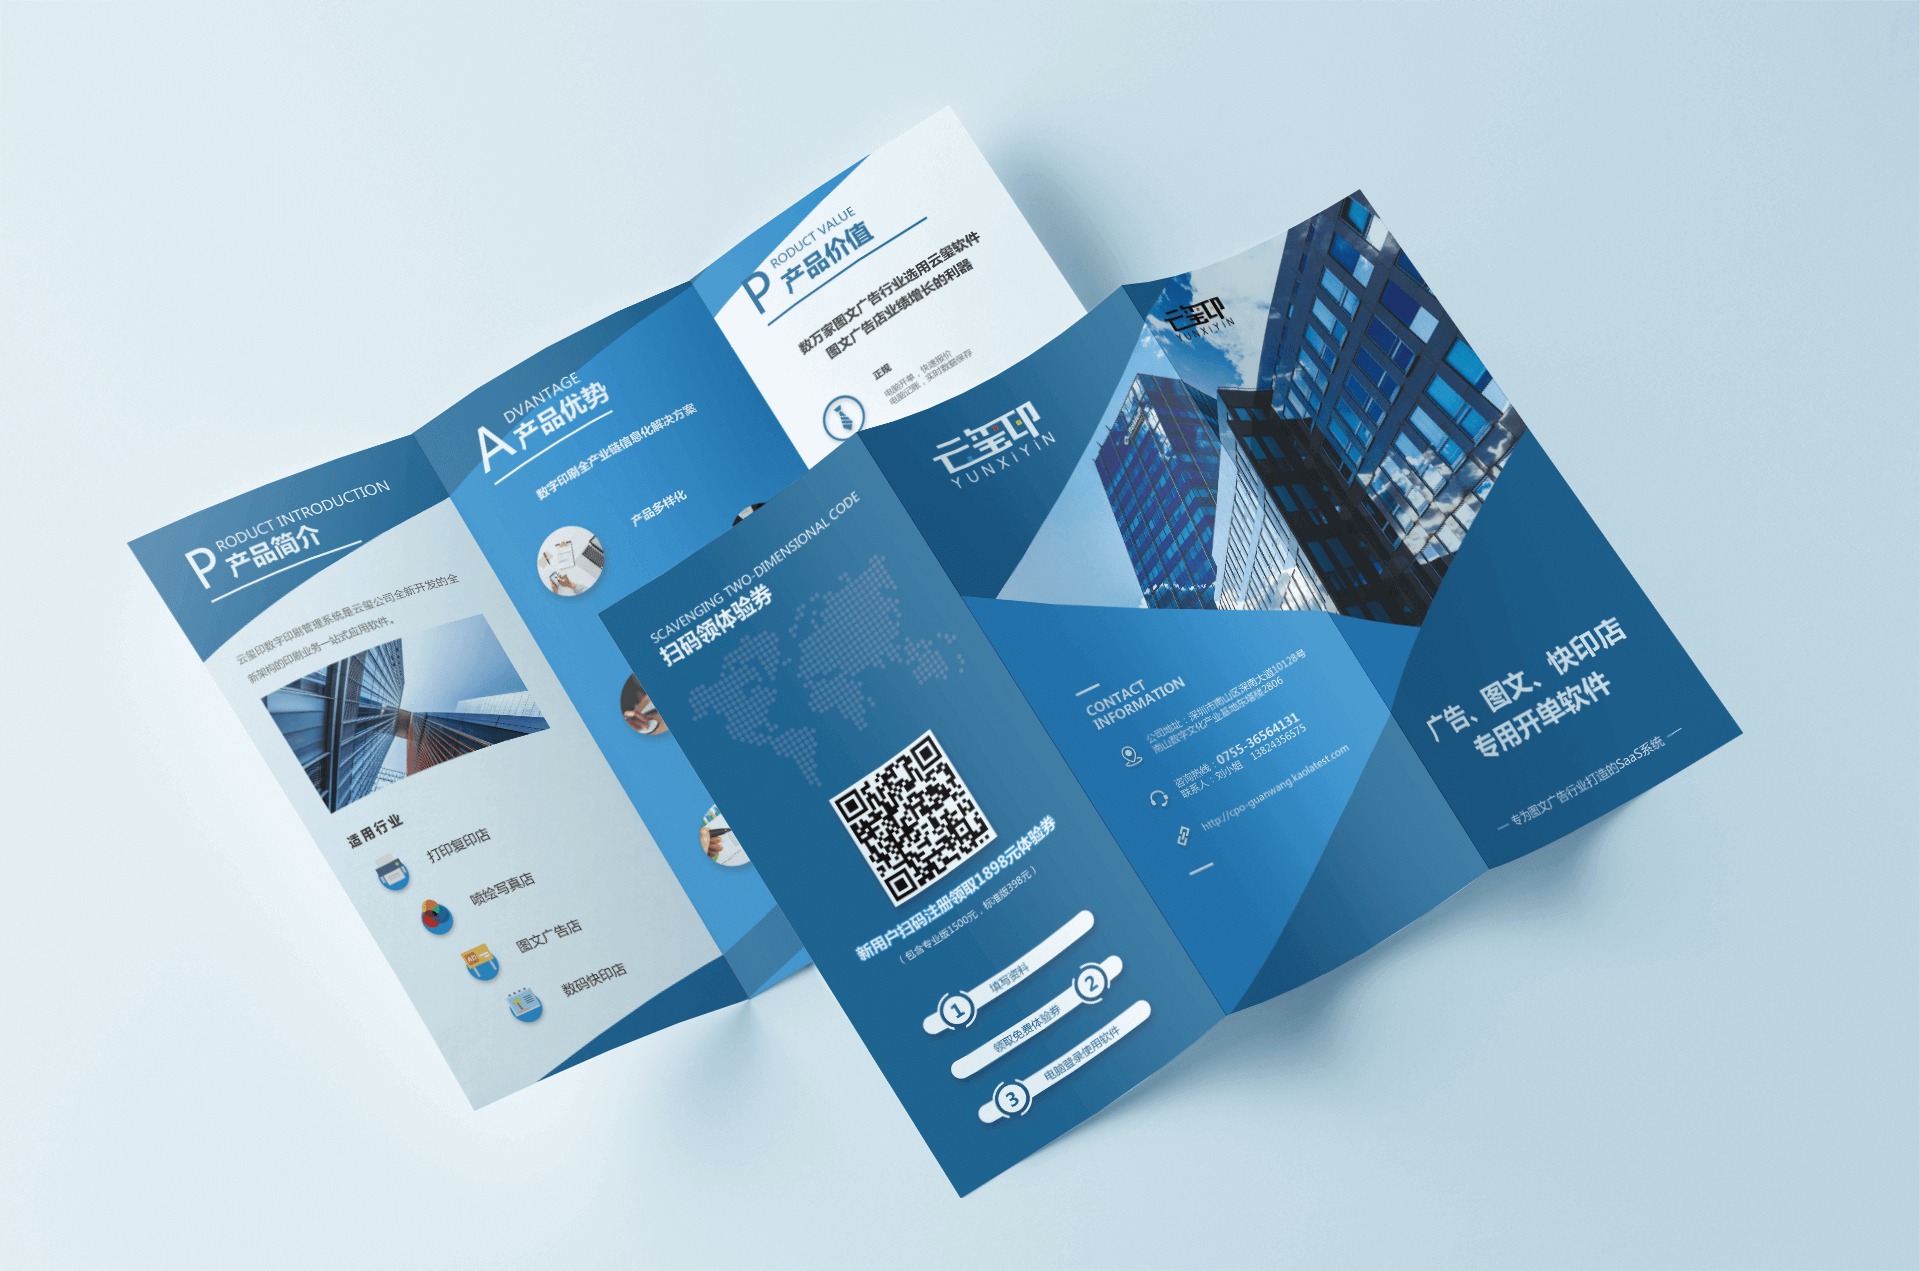 PRODUCT INTRODUCTION
产品简介
云玺印数字印刷管理系统是云玺公司全新开发的全
新架构的印刷业务一站式应用软件。
适用行业
打印复印店
喷绘写真店
AD
图文广告店
数码快印店
ADVANTAGE
产品优势
数字印刷全产业链信息化解决方案
产品多样化
PRODUCT VALUE
产品价值
数万家图文广告行业选用云玺软件
图文广告店业绩增长的利器
正规
电脑开单，快速报价
电脑记账，实时数据保存
SCAVENGING TWO-DIMENSIONAL CODE
扫码领体验券
新用户扫码注册领取1898元体验券
（包含专业版1500元，标准版398元）
1 填写资料
领取免费体验券 2
3 电脑登录使用软件
云玺印
YUNXIYIN
CONTACT
INFORMATION
公司地址：深圳市南山区深南大道10128号
南山数字文化产业基地东塔楼2806
咨询热线：0755-36564131
联系人：刘小姐 13824356575
http://cpo-guanwang.kaolatest.com
云玺印
YUNXIYIN
广告、图文、快印店
专用开单软件
— 专为图文广告行业打造的SaaS系统 —